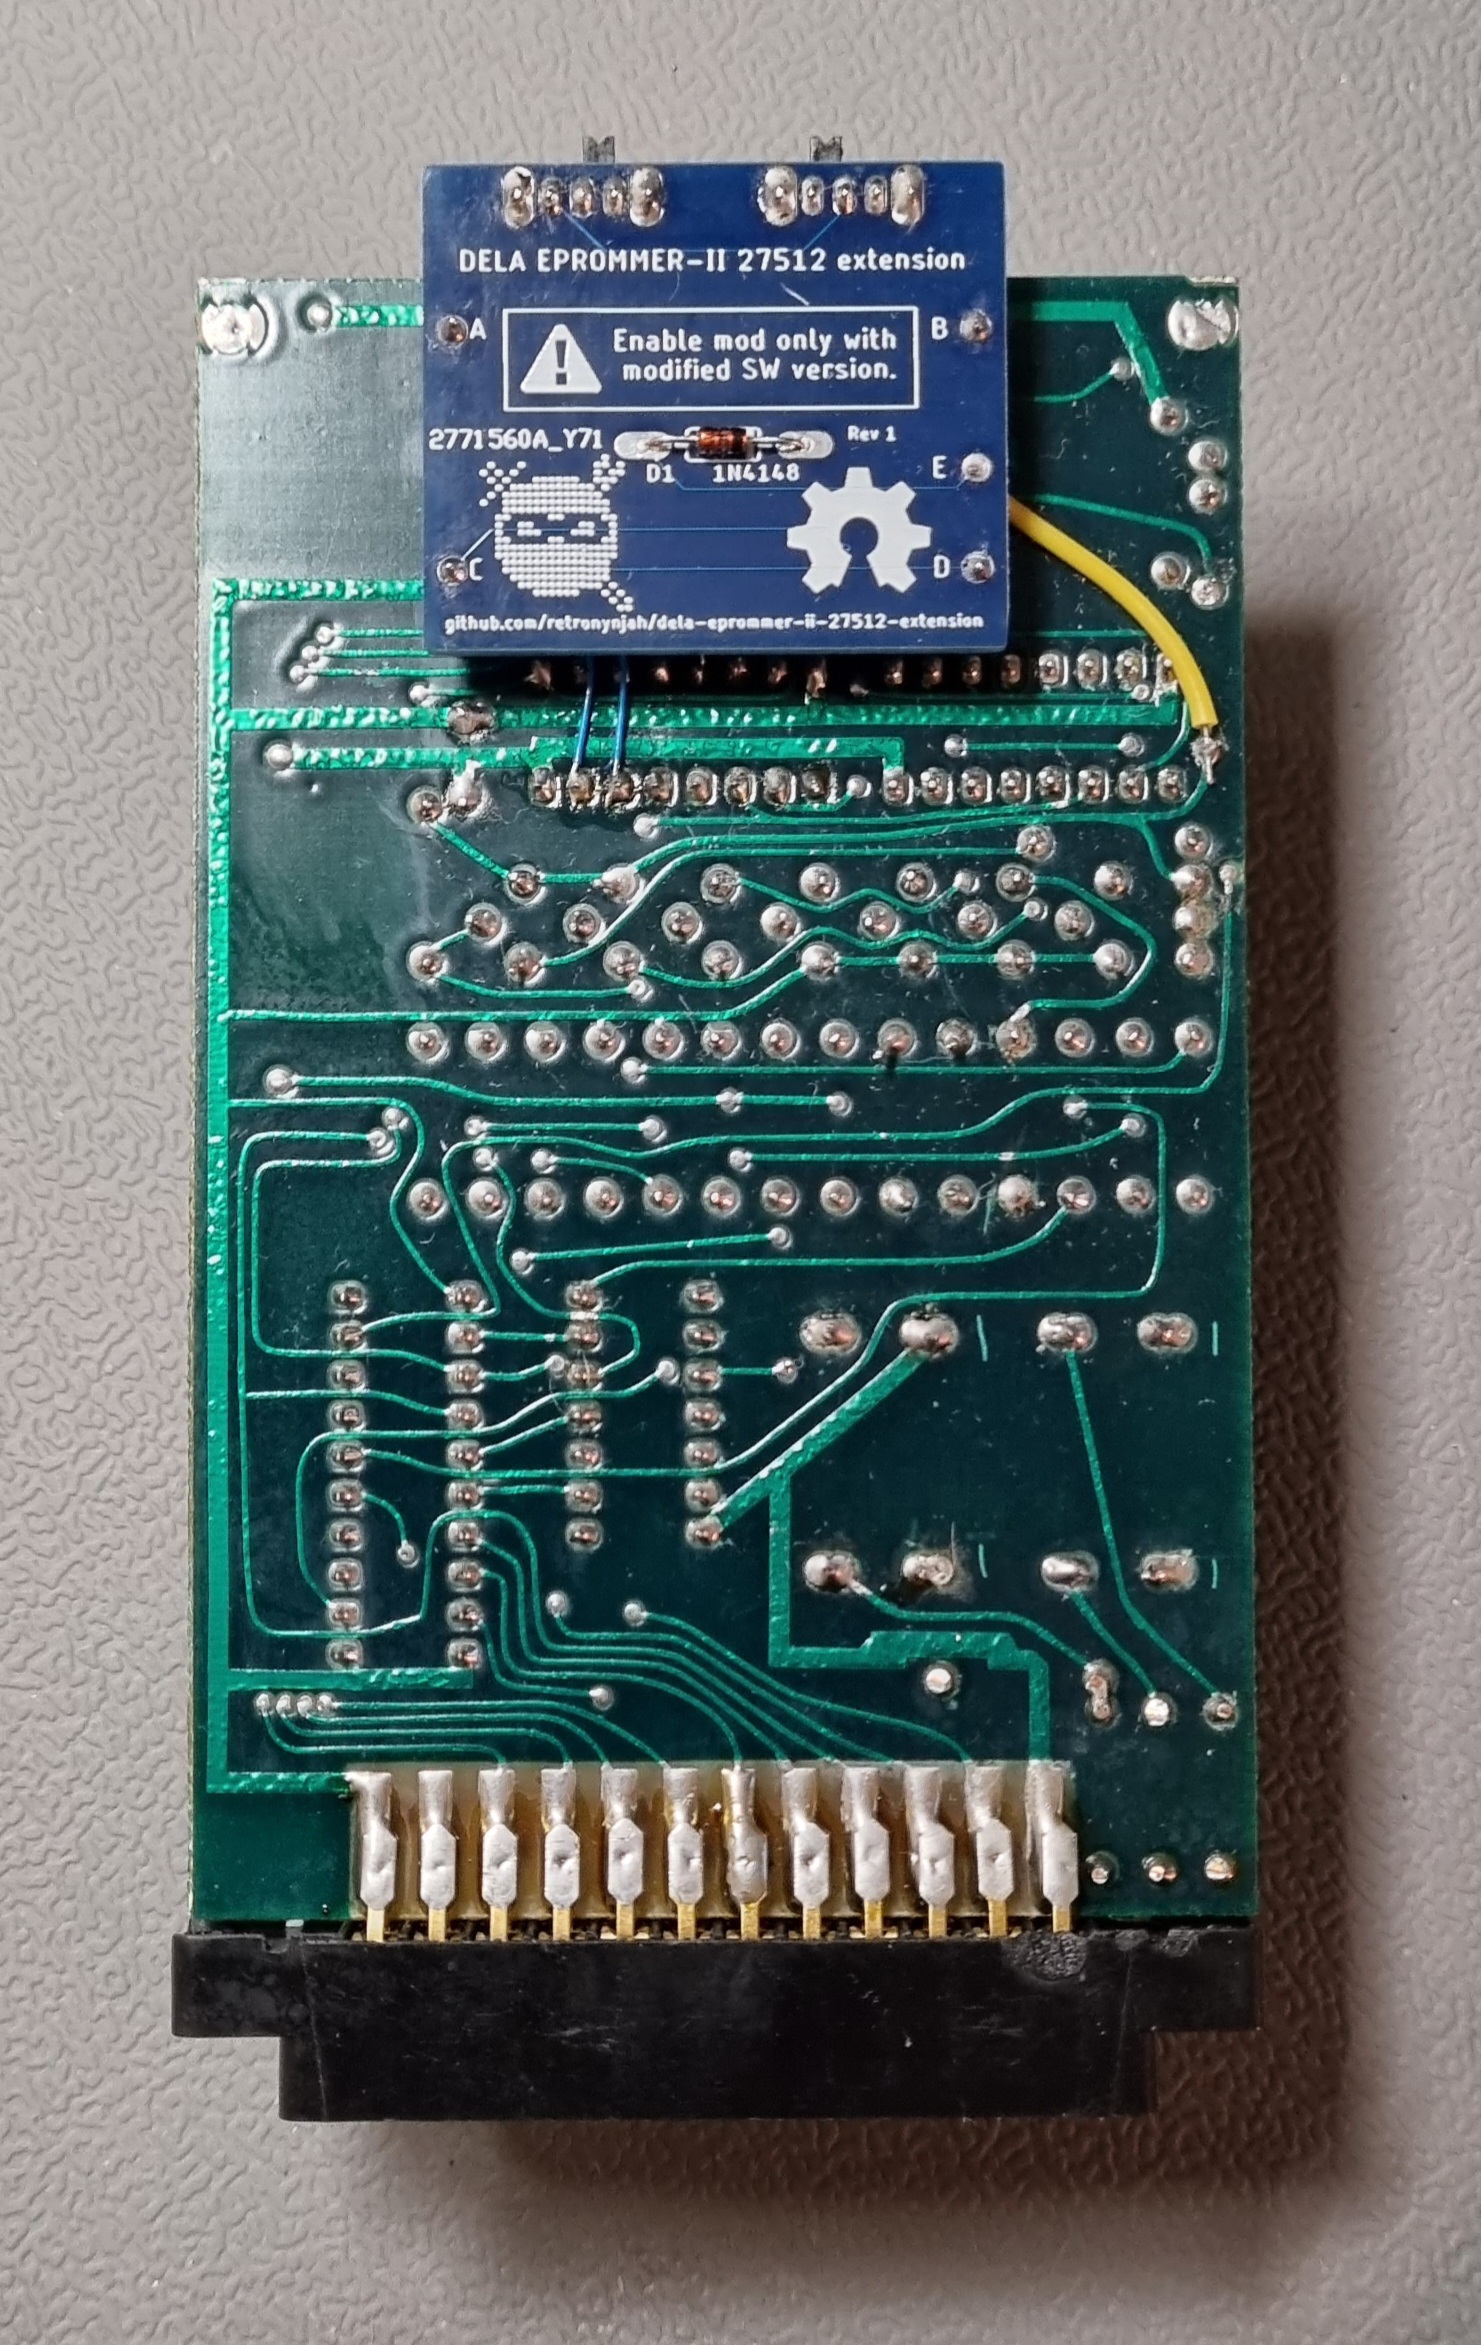 DELA EPROMMER-II 27512 extension
A
B
Enable mod only with
modified SW version.
2771560A_Y71
Rev 1
D1 1N4148
E
C
D
github.com/retronynjah/dela-eprommer-ii-27512-extension